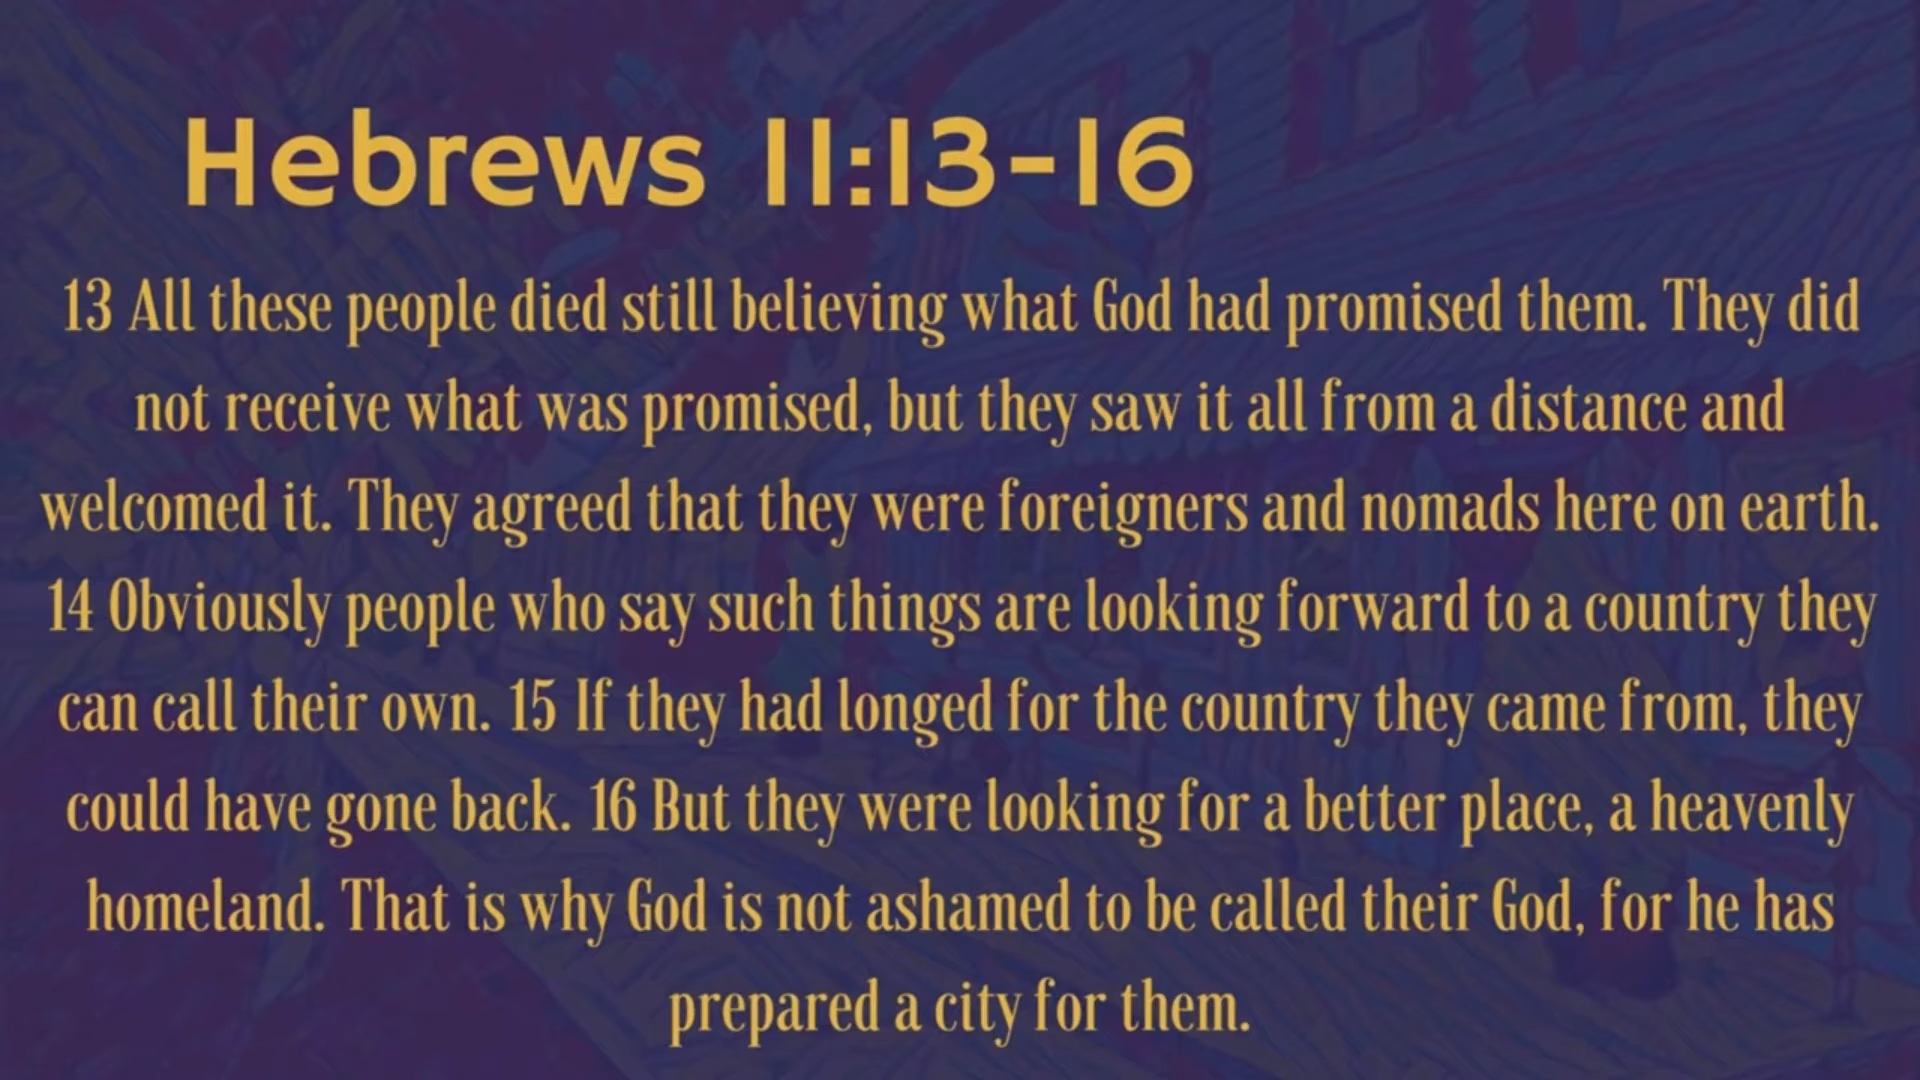 Hebrews 11:13-16
13 All these people died still believing what God had promised them. They did
not receive what was promised, but they saw it all from a distance and
welcomed it. They agreed that they were foreigners and nomads here on earth.
14 Obviously people who say such things are looking forward to a country they
can call their own. 15 If they had longed for the country they came from, they
could have gone back. 16 But they were looking for a better place, a heavenly
homeland. That is why God is not ashamed to be called their God, for he has
prepared a city for them.